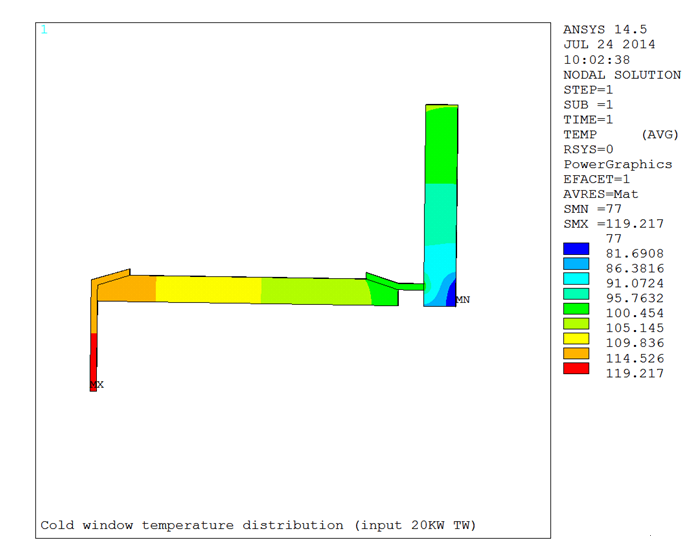 1
ANSYS 14.5
JUL 24 2014
10:02:38
NODAL SOLUTION
STEP=1
SUB =1
TIME=1
TEMP (AVG)
RSYS=0
PowerGraphics
EFACET=1
AVRES=Mat
SMN =77
SMX =119.217
77
81.6908
86.3816
91.0724
95.7632
100.454
105.145
109.836
114.526
119.217
MN
MX
Cold window temperature distribution (input 20KW TW)